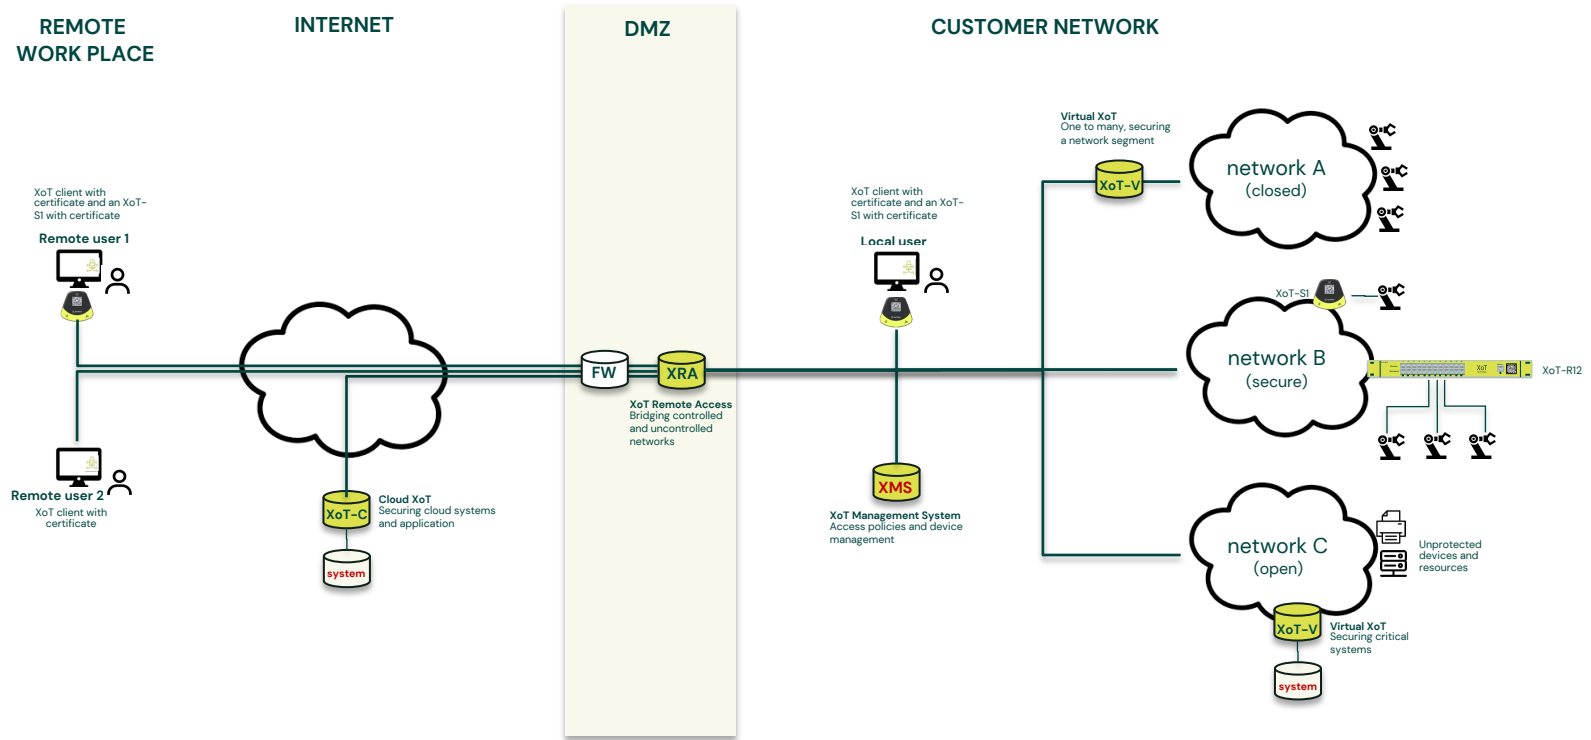 REMOTE
WORK PLACE
INTERNET
DMZ
CUSTOMER NETWORK
XoT client with
certificate and an XoT-
S1 with certificate
Remote user 1
Remote user 2
XoT client with
certificate
XoT-C
Cloud XoT
Securing cloud systems
and application
system
FW
XRA
XoT Remote Access
Bridging controlled
and uncontrolled
networks
XoT client with
certificate and an XoT-
S1 with certificate
Local user
XMS
XoT Management System
Access policies and device
management
Virtual XoT
One to many, securing
a network segment
XoT-V
network A
(closed)
XoT-S1
network B
(secure)
XoT
XoT-R12
network C
(open)
Unprotected
devices and
resources
XoT-V
Virtual XoT
Securing critical
systems
system